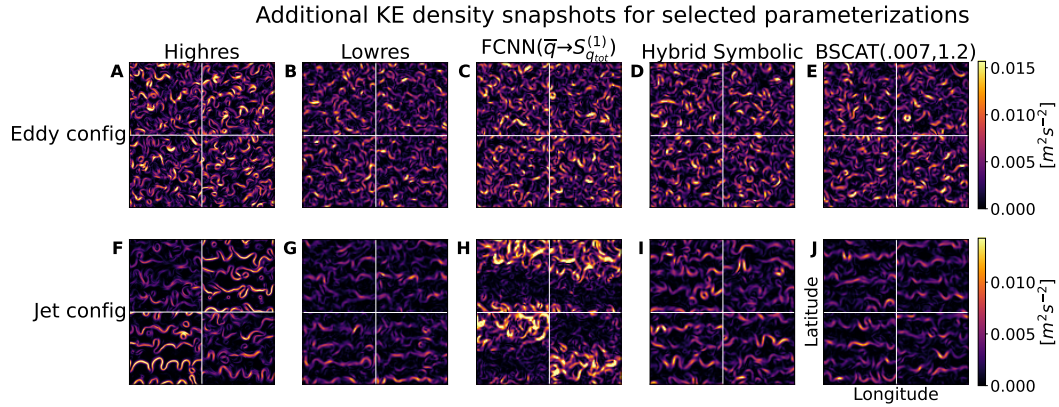 Additional KE density snapshots for selected parameterizations
Highres
Lowres
FCNN(q̅→S_{q_{tot}}^{(1)})
Hybrid Symbolic
BSCAT(.007,1.2)
Eddy config
A
B
C
D
E
0.015
0.010
0.005
0.000
[m²s⁻²]
Jet config
F
G
H
I
J
Latitude
Longitude
0.010
0.005
0.000
[m²s⁻²]